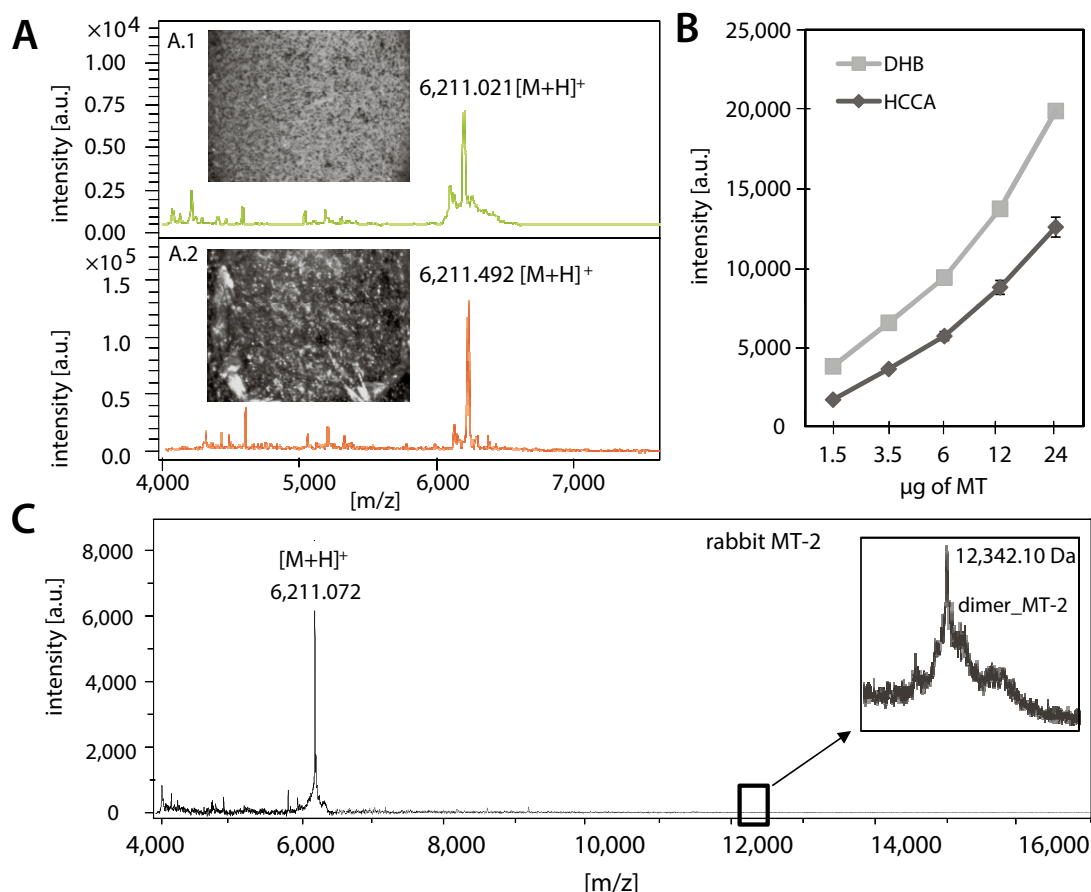 A
×10⁴
A.1
1.00
0.75
0.50
0.25
0.00
intensity [a.u.]
6,211.021 [M+H]⁺
×10⁵
A.2
1.5
1.0
0.5
0.0
intensity [a.u.]
6,211.492 [M+H]⁺
4,000 5,000 6,000 7,000
[m/z]
B
25,000
20,000
15,000
10,000
5,000
0
intensity [a.u.]
DHB
HCCA
1.5 3.5 6 12 24
µg of MT
C
8,000
6,000
4,000
2,000
0
intensity [a.u.]
[M+H]⁺
6,211.072
rabbit MT-2
12,342.10 Da
dimer_MT-2
4,000 6,000 8,000 10,000 12,000 14,000 16,000
[m/z]